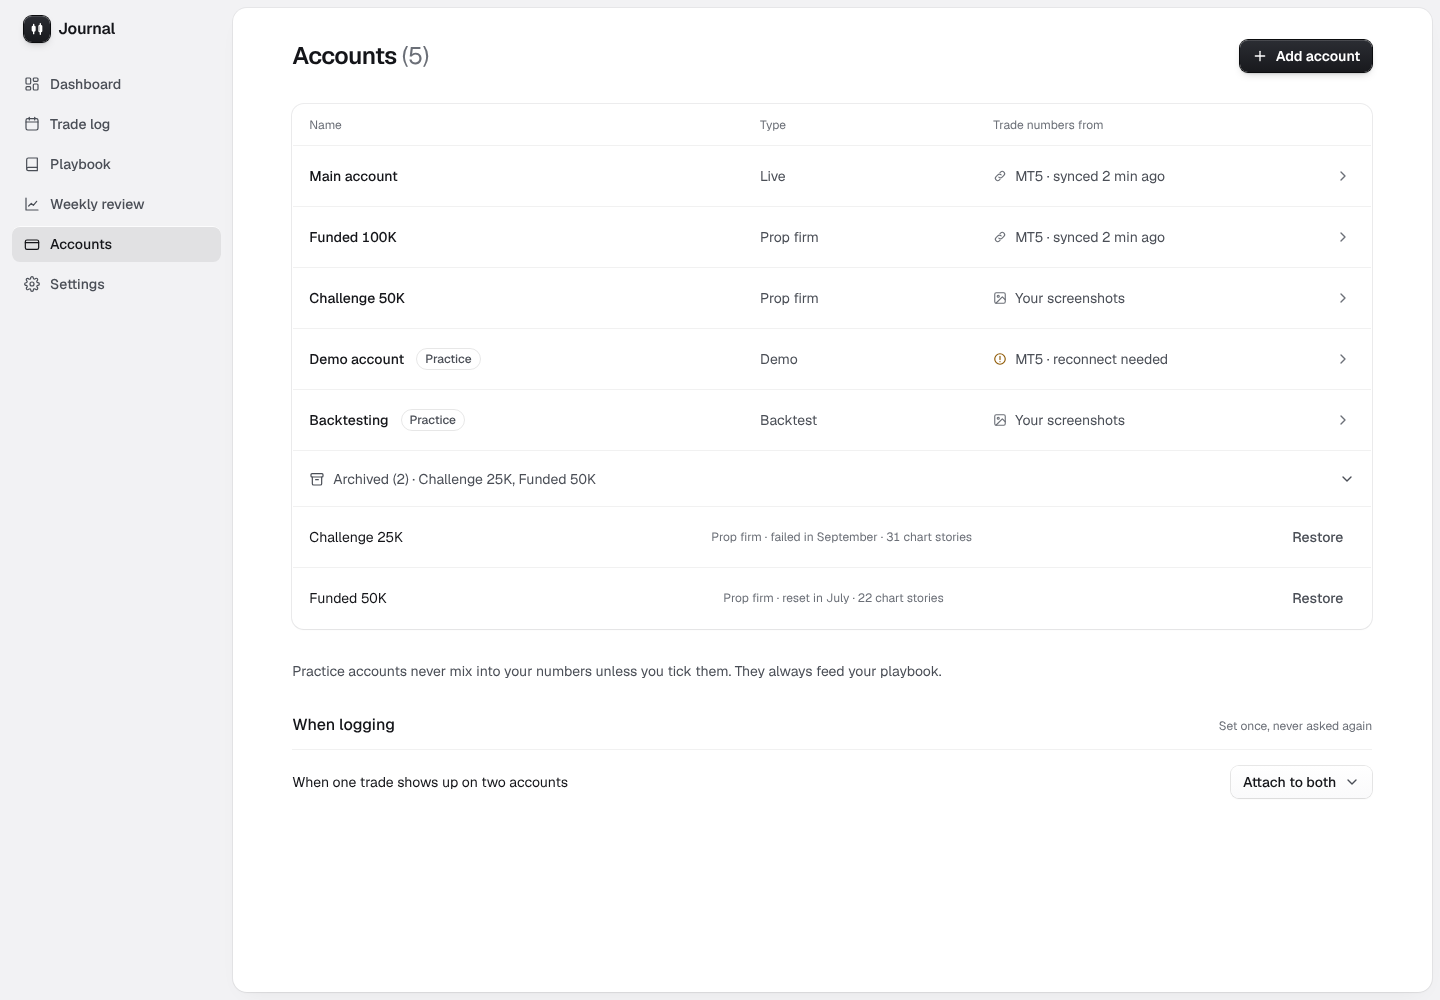 Journal
Dashboard
Trade log
Playbook
Weekly review
Accounts
Settings
Accounts (5)
Add account
Name Type Trade numbers from
Main account Live MT5 · synced 2 min ago
Funded 100K Prop firm MT5 · synced 2 min ago
Challenge 50K Prop firm Your screenshots
Demo account Practice Demo MT5 · reconnect needed
Backtesting Practice Backtest Your screenshots
Archived (2) · Challenge 25K, Funded 50K
Challenge 25K Prop firm · failed in September · 31 chart stories Restore
Funded 50K Prop firm · reset in July · 22 chart stories Restore
Practice accounts never mix into your numbers unless you tick them. They always feed your playbook.
When logging Set once, never asked again
When one trade shows up on two accounts Attach to both